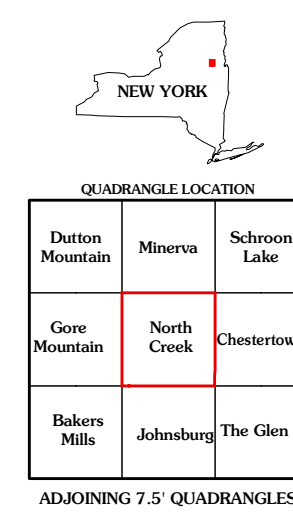 NEW YORK
QUADRANGLE LOCATION
Dutton
Mountain
Minerva
Schroon
Lake
Gore
Mountain
North
Creek
Chestertow
Bakers
Mills
Johnsburg
The Glen
ADJOINING 7.5' QUADRANGLES